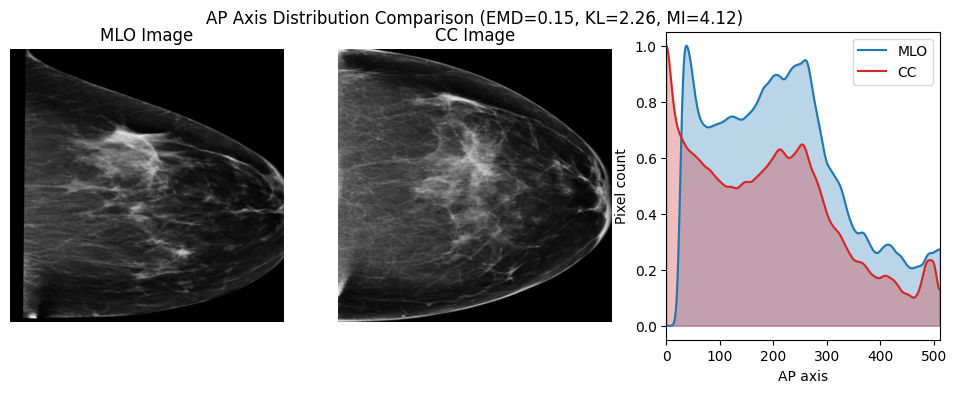 AP Axis Distribution Comparison (EMD=0.15, KL=2.26, MI=4.12)
MLO Image
CC Image
MLO
CC
Pixel count
1.0
0.8
0.6
0.4
0.2
0.0
0 100 200 300 400 500
AP axis